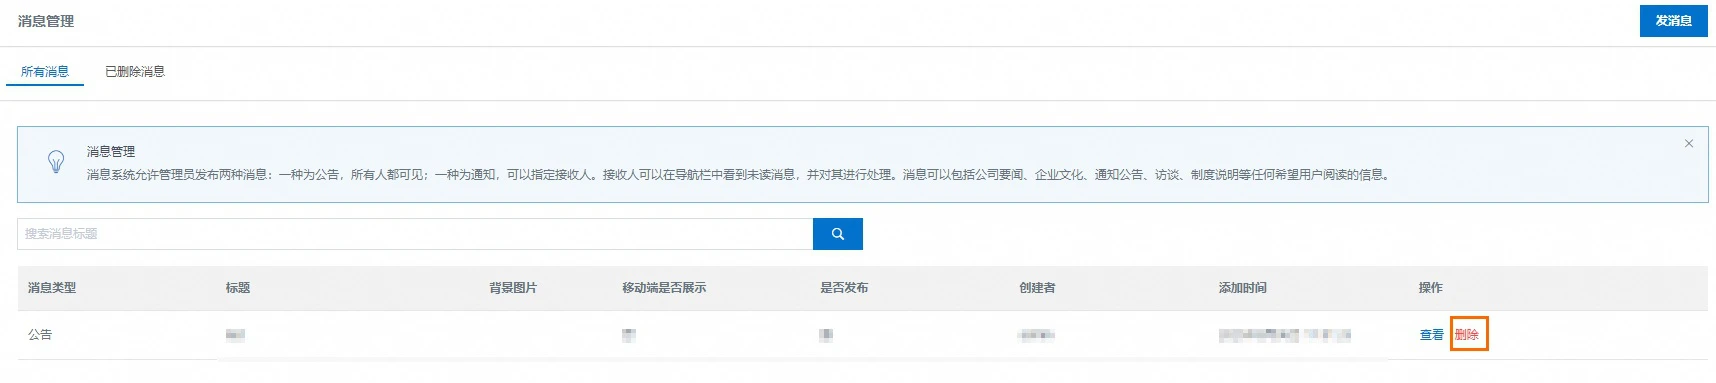 消息管理
发消息
所有消息 已删除消息
消息管理
消息系统允许管理员发布两种消息：一种为公告，所有人都可见；一种为通知，可以指定接收人。接收人可以在导航栏中看到未读消息，并对其进行处理。消息可以包括公司要闻、企业文化、通知公告、访谈、制度说明等任何希望用户阅读的信息。
搜索消息标题
消息类型 标题 背景图片 移动端是否展示 是否发布 创建者 添加时间 操作
公告 查看 删除